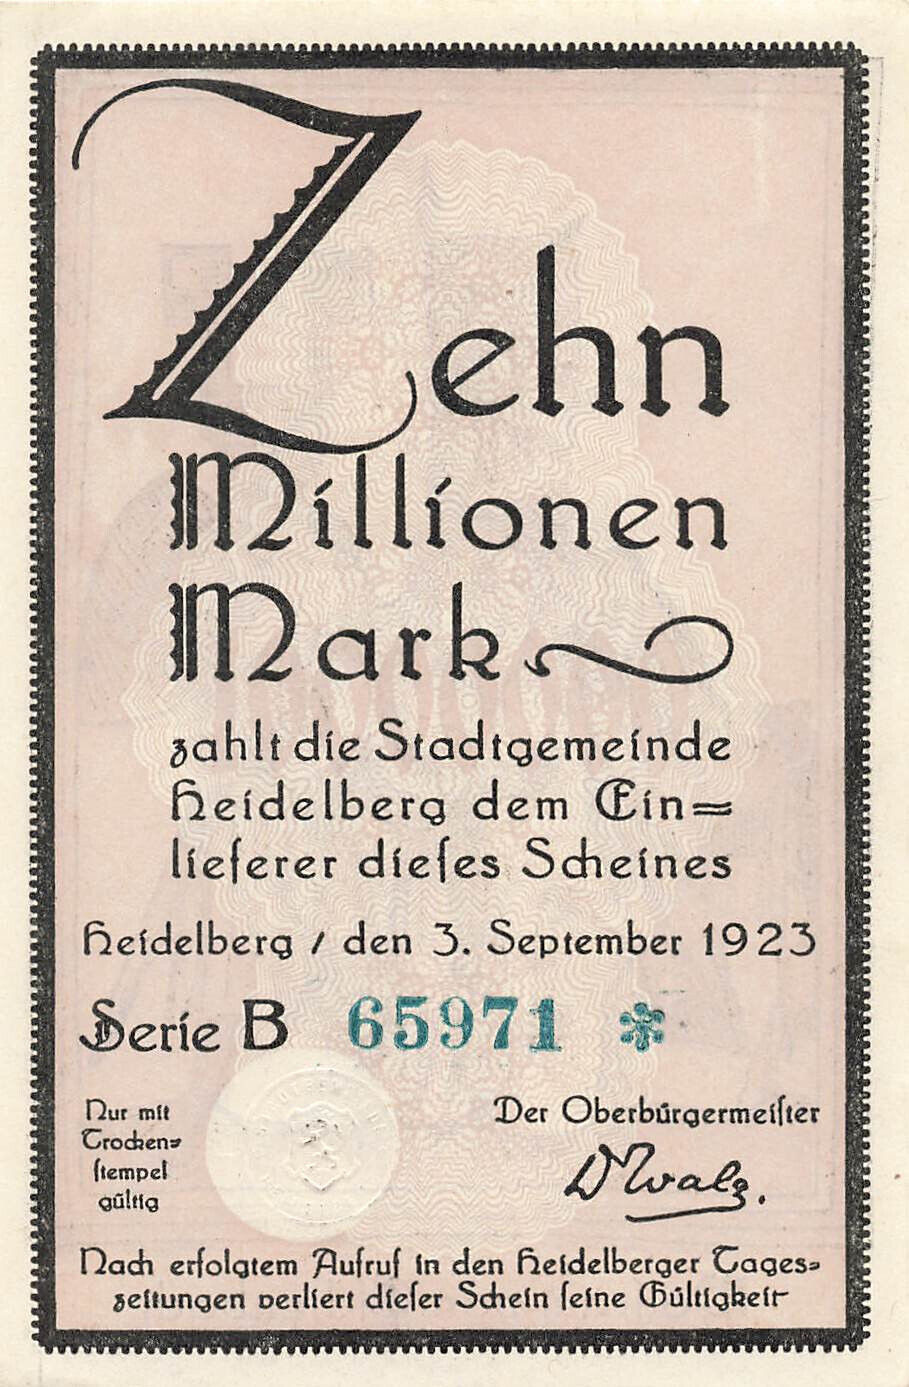 Zehn
Millionen
Mark
zahlt die Stadtgemeinde
Heidelberg dem Ein=
lieferer dieſes Scheines
Heidelberg / den 3. September 1923
Serie B 65971 *
Nur mit
Trocken=
ſtempel
gültig
Der Oberbürgermeiſter
D Walz.
Nach erfolgtem Aufruf in den Heidelberger Tages=
zeitungen verliert dieſer Schein ſeine Gültigkeit